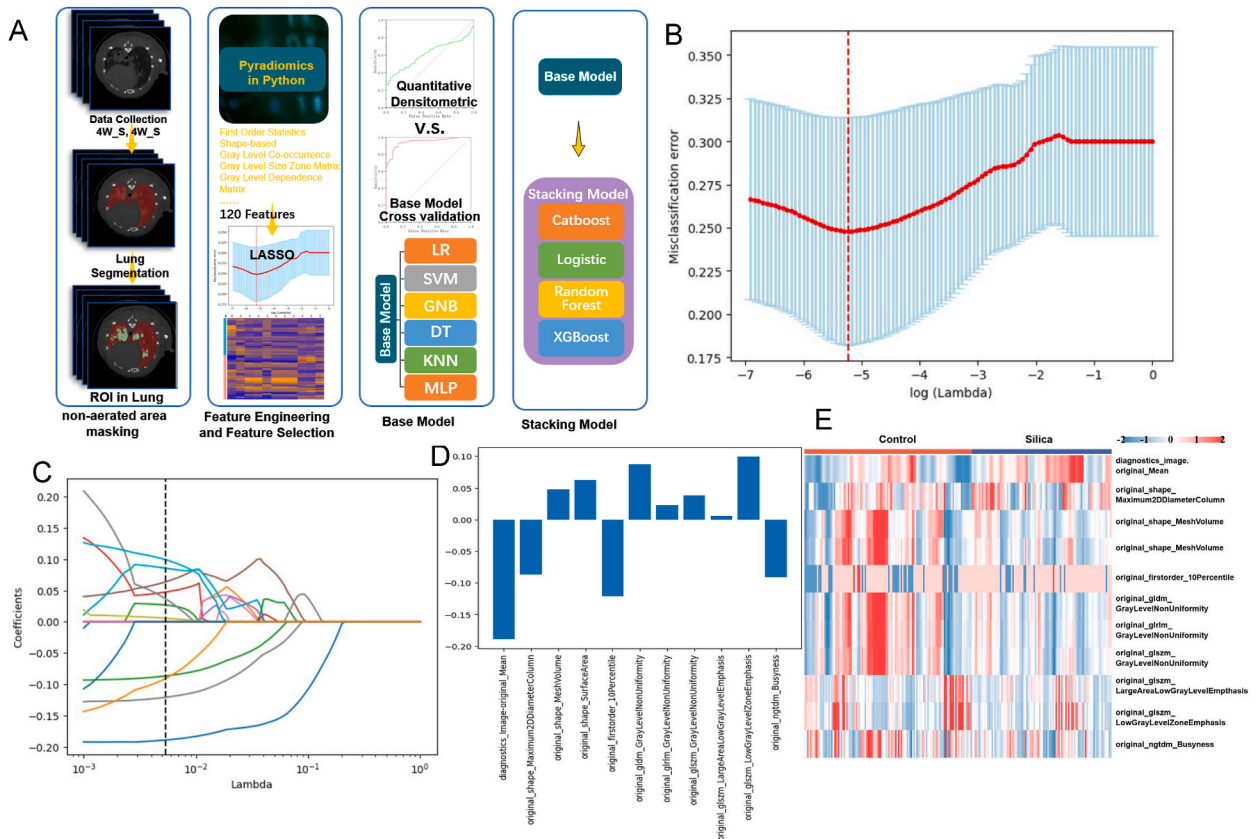 A
Data Collection
4W_S, 4W_S
Lung
Segmentation
ROI in Lung
non-aerated area
masking
Pyradiomics
in Python
First Order Statistics
Shape-based
Gray Level Co-occurrence
Gray Level Size Zone Matrix
Gray Level Dependence
Matrix
......
120 Features
LASSO
log (Lambda)
Feature Engineering
and Feature Selection
Quantitative
Densitometric
False Positive Rate
V.S.
Base Model
Cross validation
False Positive Rate
Base Model
LR
SVM
GNB
DT
KNN
MLP
Base Model
Base Model
Stacking Model
Catboost
Logistic
Random
Forest
XGBoost
Stacking Model
B
Misclassification error
0.350
0.325
0.300
0.275
0.250
0.225
0.200
0.175
−7 −6 −5 −4 −3 −2 −1 0
log (Lambda)
C
Coefficients
0.20
0.15
0.10
0.05
0.00
−0.05
−0.10
−0.15
−0.20
10⁻³ 10⁻² 10⁻¹ 10⁰
Lambda
D
0.10
0.05
0.00
−0.05
−0.10
−0.15
−0.20
diagnostics_Image-original_Mean
original_shape_Maximum2DDiameterColumn
original_shape_MeshVolume
original_shape_SurfaceArea
original_firstorder_10Percentile
original_gldm_GrayLevelNonUniformity
original_glrlm_GrayLevelNonUniformity
original_glszm_GrayLevelNonUniformity
original_glszm_LargeAreaLowGrayLevelEmphasis
original_glszm_LowGrayLevelZoneEmphasis
original_ngtdm_Busyness
E
Control Silica
-2 -1 0 1 2
diagnostics_image.
original_Mean
original_shape_
Maximum2DDiameterColumn
original_shape_MeshVolume
original_shape_MeshVolume
original_firstorder_10Percentile
original_gldm_
GrayLevelNonUniformity
original_glrlm_
GrayLevelNonUniformity
original_glszm_
GrayLevelNonUniformity
original_glszm_
LargeAreaLowGrayLevelEmpthasis
original_glszm_
LowGrayLevelZoneEmphasis
original_ngtdm_Busyness